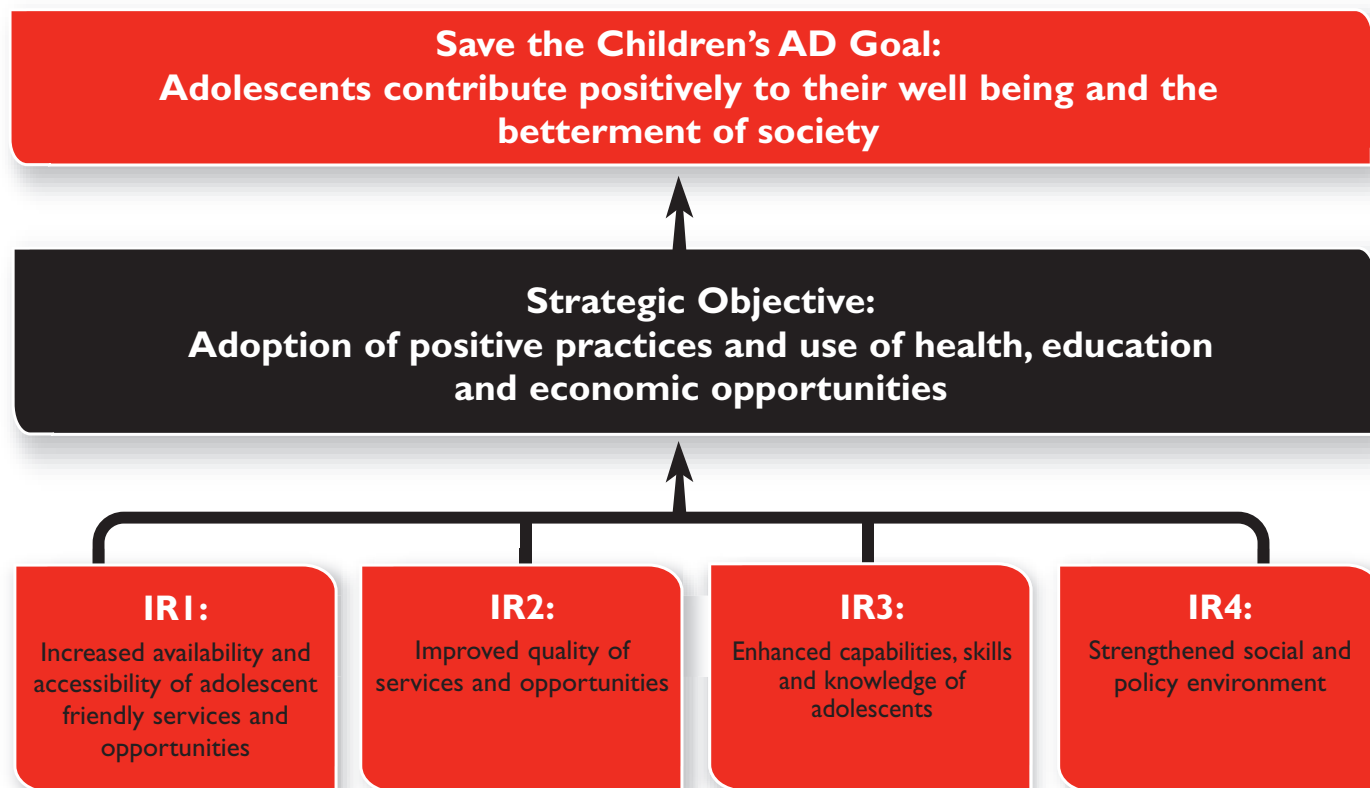 Save the Children’s AD Goal:
Adolescents contribute positively to their well being and the
betterment of society
Strategic Objective:
Adoption of positive practices and use of health, education
and economic opportunities
IR1:
Increased availability and
accessibility of adolescent
friendly services and
opportunities
IR2:
Improved quality of
services and opportunities
IR3:
Enhanced capabilities, skills
and knowledge of
adolescents
IR4:
Strengthened social and
policy environment